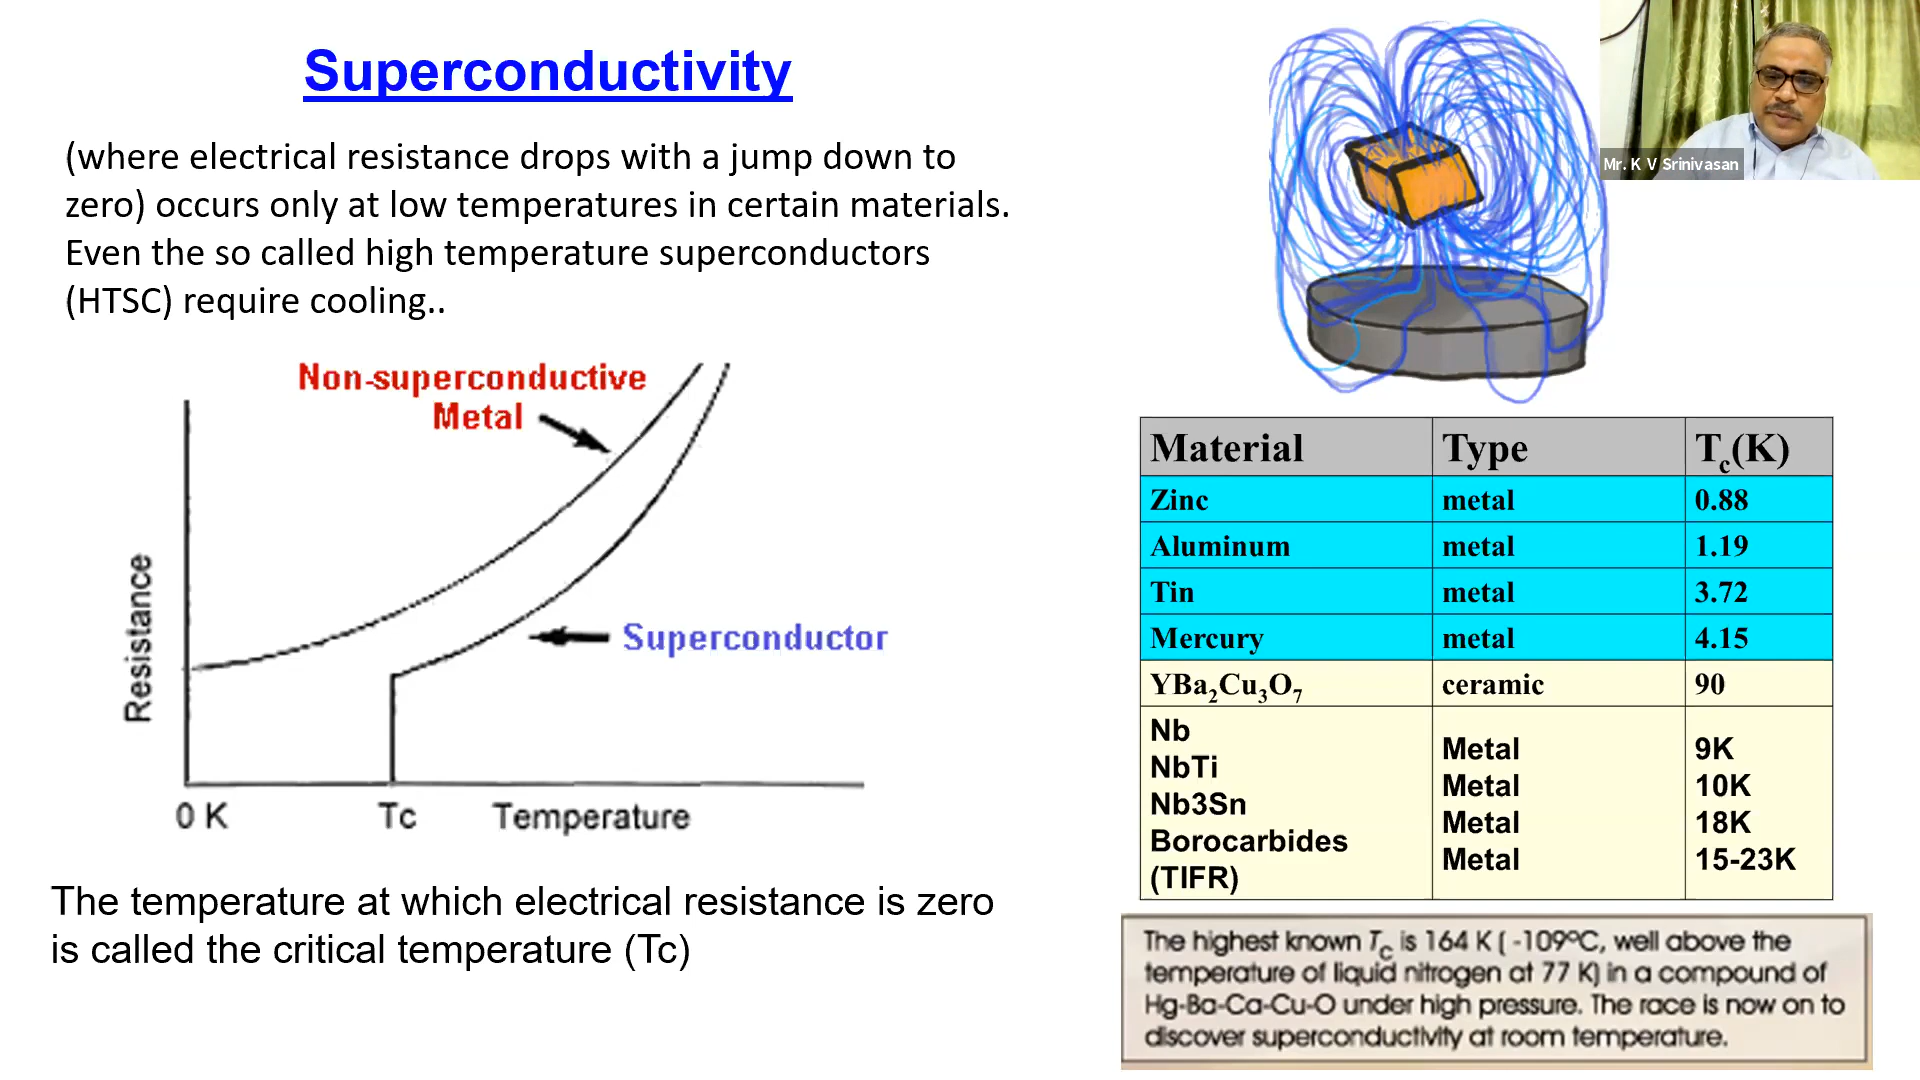 Superconductivity
(where electrical resistance drops with a jump down to
zero) occurs only at low temperatures in certain materials.
Even the so called high temperature superconductors
(HTSC) require cooling..
Non-superconductive
Metal
Superconductor
Resistance
0 K
Tc
Temperature
The temperature at which electrical resistance is zero
is called the critical temperature (Tc)
Mr. K V Srinivasan
Material Type Tc(K)
Zinc metal 0.88
Aluminum metal 1.19
Tin metal 3.72
Mercury metal 4.15
YBa2Cu3O7 ceramic 90
Nb Metal 9K
NbTi Metal 10K
Nb3Sn Metal 18K
Borocarbides Metal 15-23K
(TIFR)
The highest known Tc is 164 K ( -109ºC, well above the
temperature of liquid nitrogen at 77 K) in a compound of
Hg-Ba-Ca-Cu-O under high pressure. The race is now on to
discover superconductivity at room temperature.